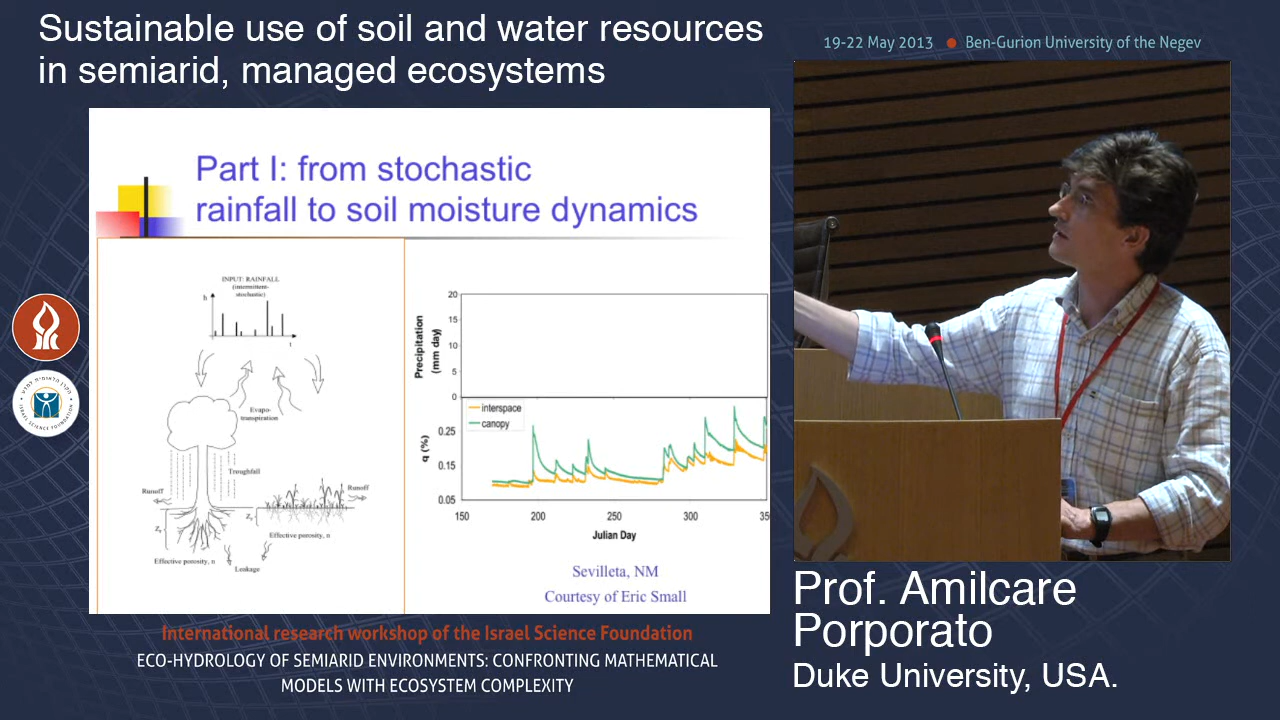 Sustainable use of soil and water resources
in semiarid, managed ecosystems
19-22 May 2013 ● Ben-Gurion University of the Negev
Part I: from stochastic
rainfall to soil moisture dynamics
INPUT: RAINFALL
(intermittent-
stochastic)
h
t
Evapo-
transpiration
Troughfall
Runoff
Runoff
Zr
Zr
Effective porosity, n
Effective porosity, n
Leakage
Precipitation
(mm day)
20
15
10
5
0
interspace
canopy
q (%)
0.25
0.15
0.05
150 200 250 300 35
Julian Day
Sevilleta, NM
Courtesy of Eric Small
ISRAEL SCIENCE FOUNDATION
International research workshop of the Israel Science Foundation
ECO-HYDROLOGY OF SEMIARID ENVIRONMENTS: CONFRONTING MATHEMATICAL
MODELS WITH ECOSYSTEM COMPLEXITY
Prof. Amilcare
Porporato
Duke University, USA.